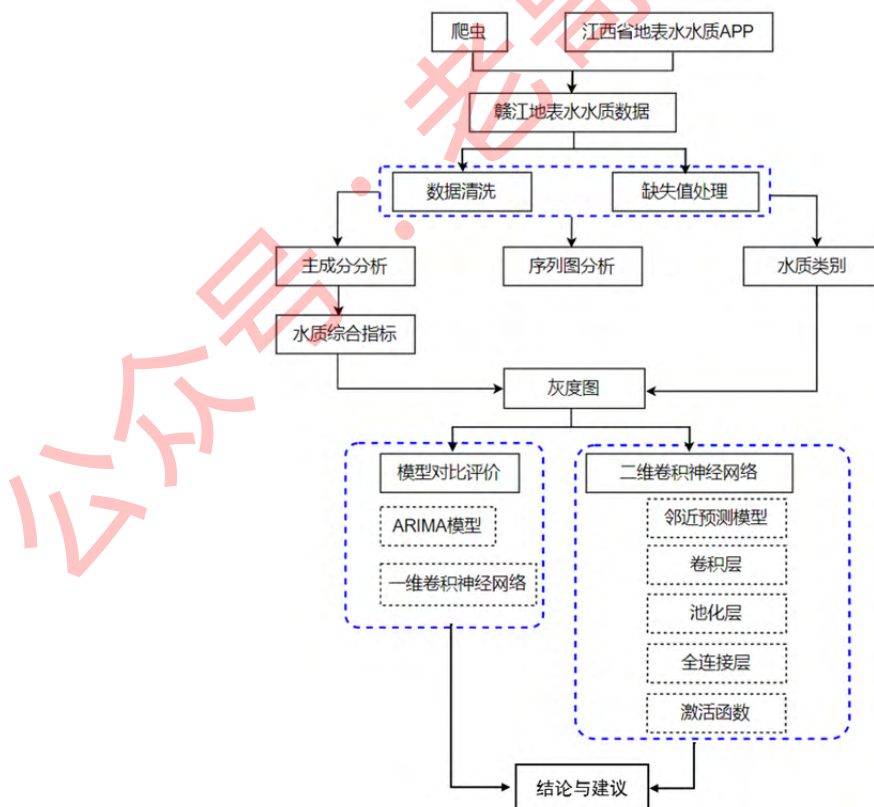 爬虫
江西省地表水水质APP
赣江地表水水质数据
数据清洗
缺失值处理
主成分分析
序列图分析
水质类别
水质综合指标
灰度图
模型对比评价
二维卷积神经网络
ARIMA模型
邻近预测模型
一维卷积神经网络
卷积层
池化层
全连接层
激活函数
结论与建议
公众号：老哥